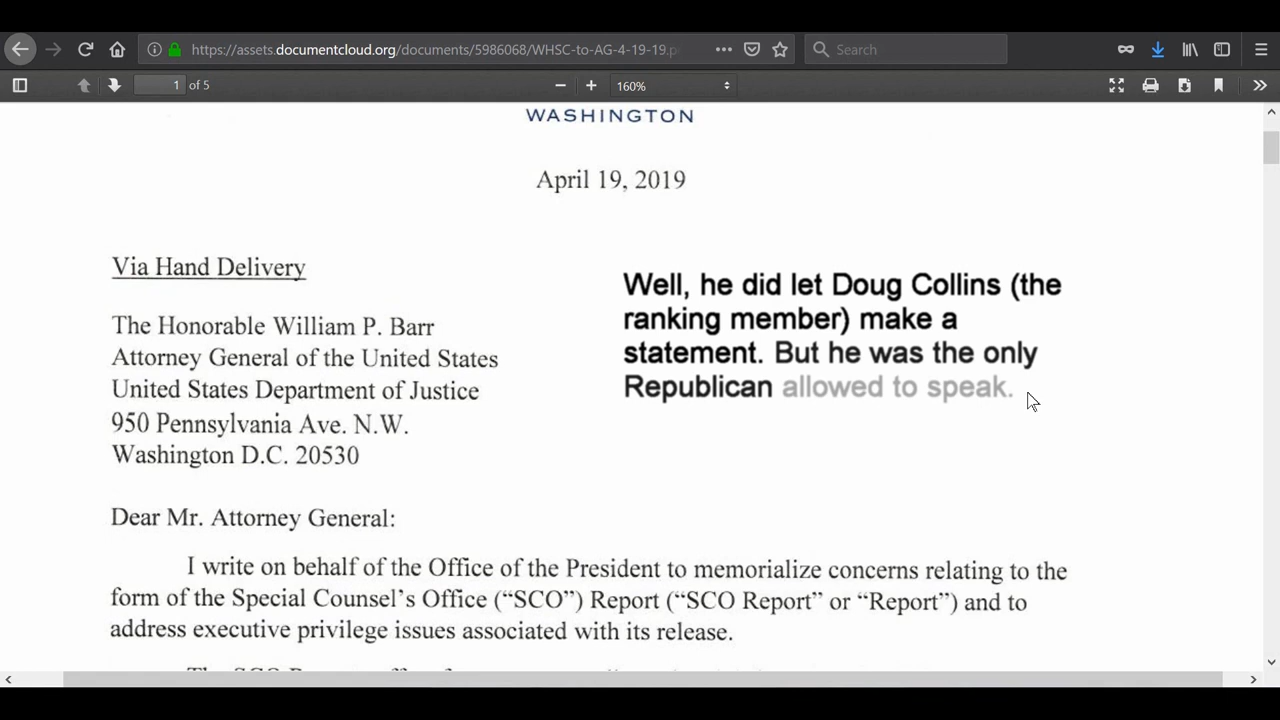 https://assets.documentcloud.org/documents/5986068/WHSC-to-AG-4-19-19.p
Search
1 of 5
160%
WASHINGTON
April 19, 2019
Via Hand Delivery
The Honorable William P. Barr
Attorney General of the United States
United States Department of Justice
950 Pennsylvania Ave. N.W.
Washington D.C. 20530
Well, he did let Doug Collins (the
ranking member) make a
statement. But he was the only
Republican allowed to speak.
Dear Mr. Attorney General:
I write on behalf of the Office of the President to memorialize concerns relating to the
form of the Special Counsel’s Office (“SCO”) Report (“SCO Report” or “Report”) and to
address executive privilege issues associated with its release.